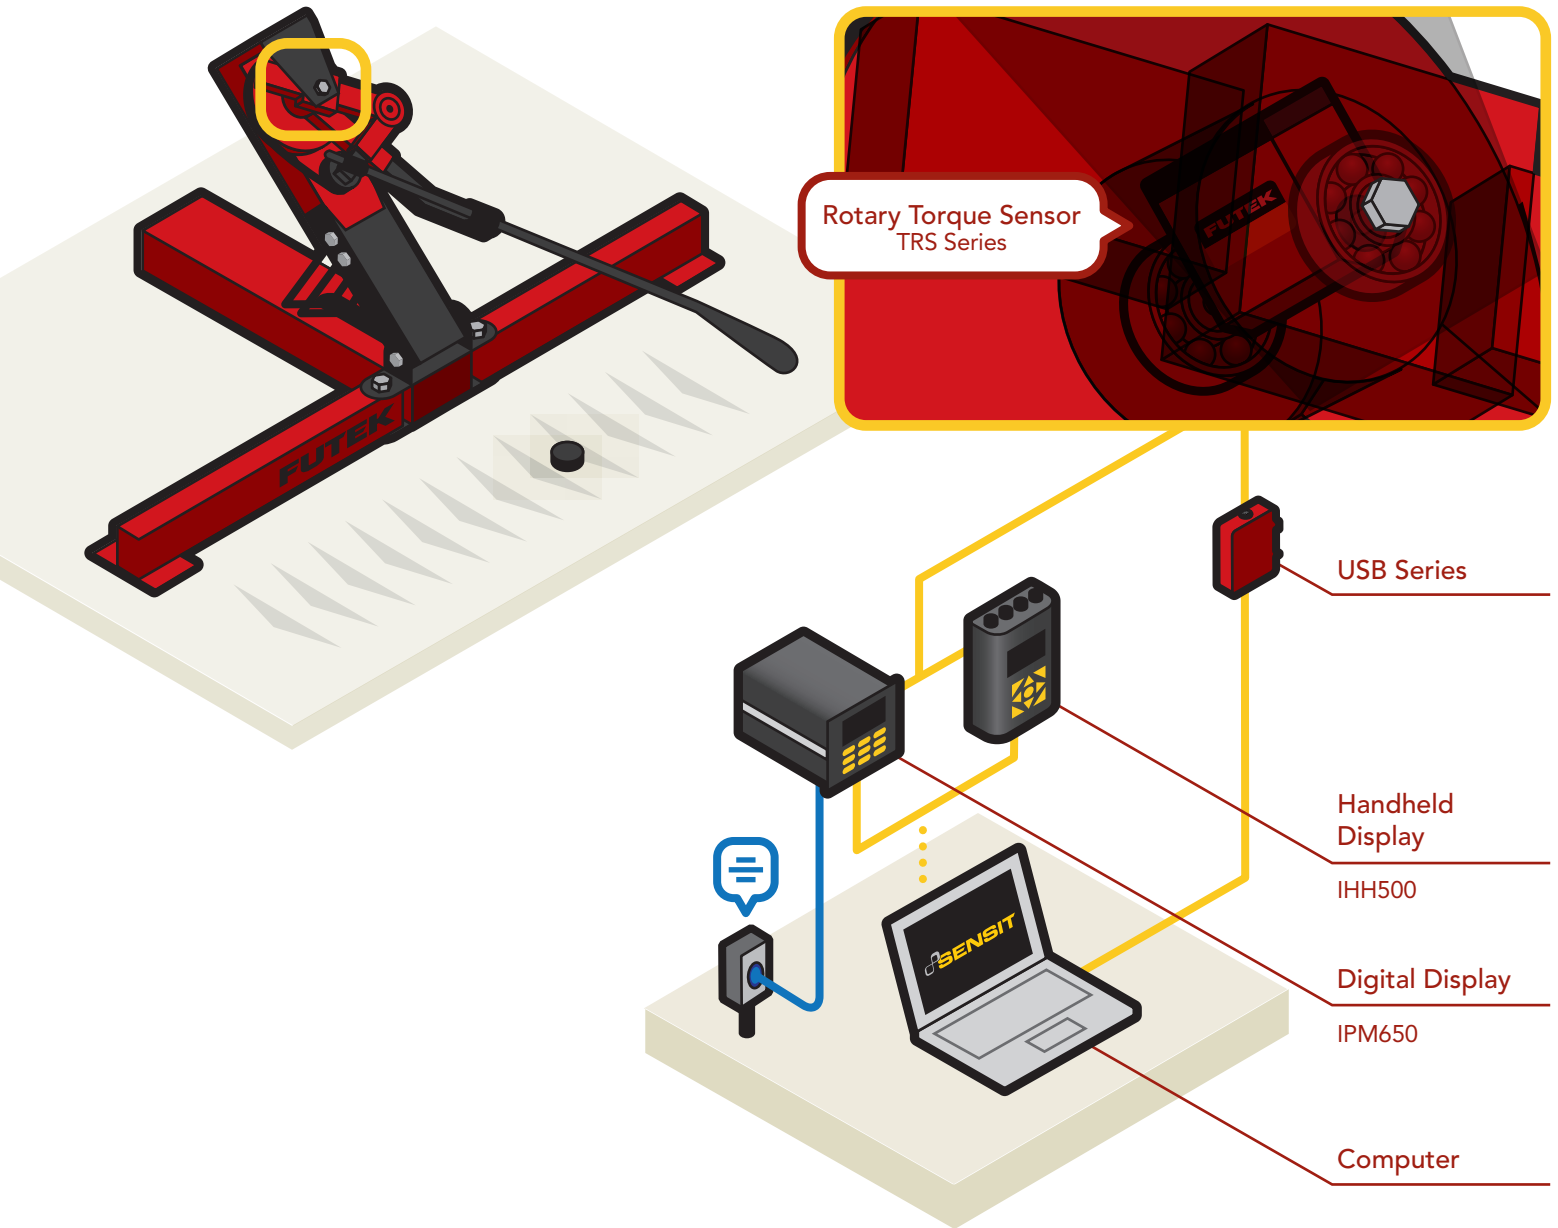 Rotary Torque Sensor
TRS Series
FUTEK
FUTEK
USB Series
Handheld
Display
IHH500
SENSIT
Digital Display
IPM650
Computer